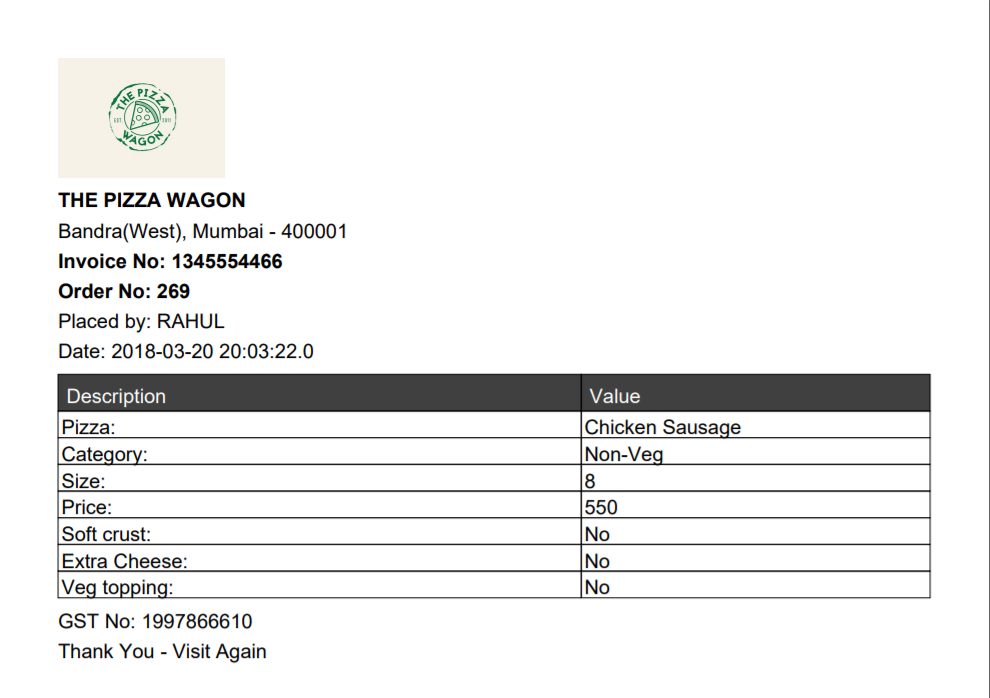 THE PIZZA
EST
WAGON
THE PIZZA WAGON
Bandra(West), Mumbai - 400001
Invoice No: 1345554466
Order No: 269
Placed by: RAHUL
Date: 2018-03-20 20:03:22.0
Description Value
Pizza: Chicken Sausage
Category: Non-Veg
Size: 8
Price: 550
Soft crust: No
Extra Cheese: No
Veg topping: No
GST No: 1997866610
Thank You - Visit Again